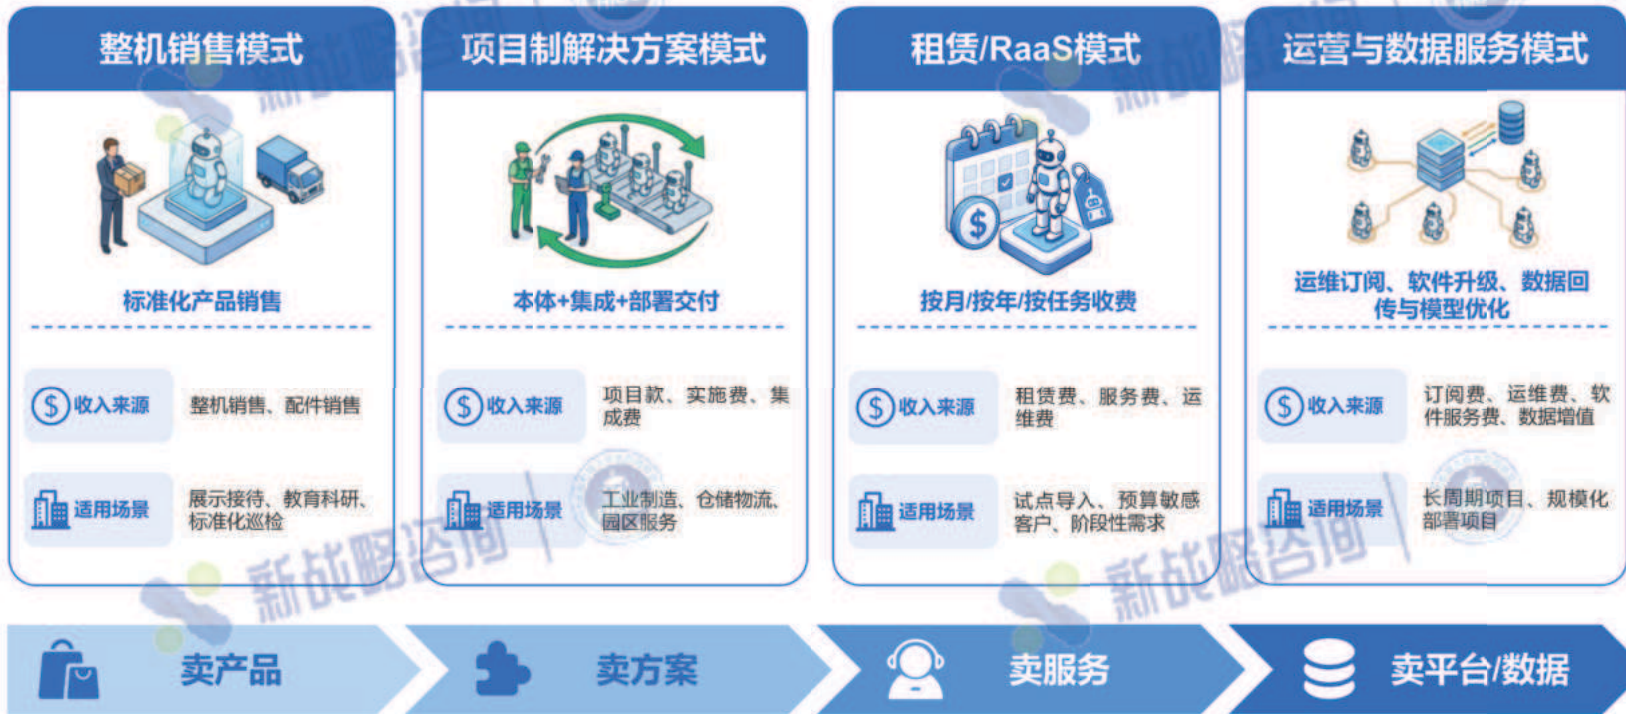 整机销售模式
标准化产品销售
收入来源
整机销售、配件销售
适用场景
展示接待、教育科研、
标准化巡检
项目制解决方案模式
本体+集成+部署交付
收入来源
项目款、实施费、集
成费
适用场景
工业制造、仓储物流、
园区服务
租赁/RaaS模式
按月/按年/按任务收费
收入来源
租赁费、服务费、运
维费
适用场景
试点导入、预算敏感
客户、阶段性需求
运营与数据服务模式
运维订阅、软件升级、数据回
传与模型优化
收入来源
订阅费、运维费、软
件服务费、数据增值
适用场景
长周期项目、规模化
部署项目
卖产品
卖方案
卖服务
卖平台/数据
新战略咨询
新战略咨询
新战略咨询
新战略咨询